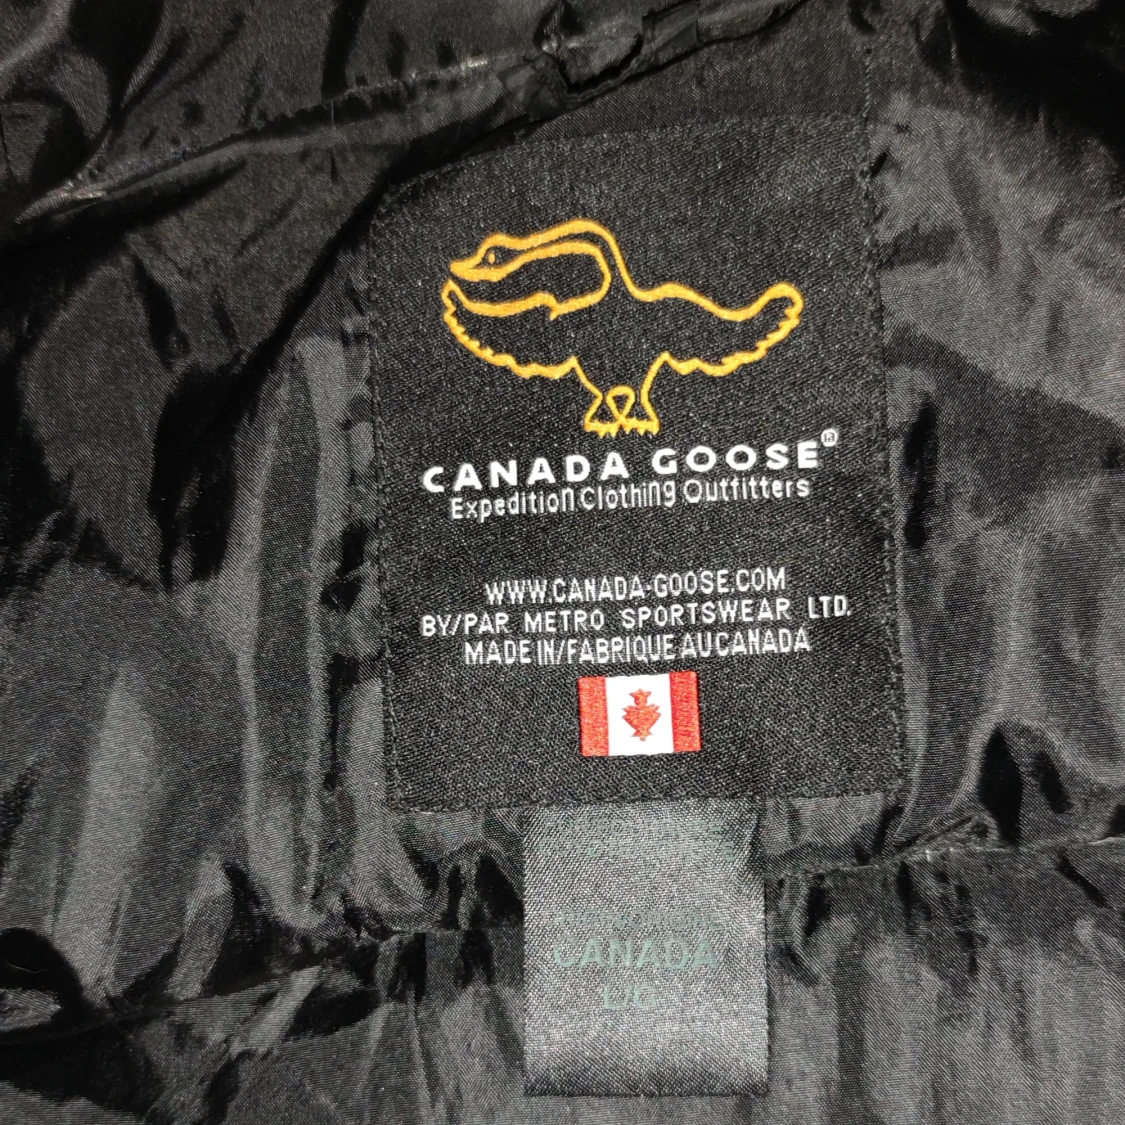 CANADA GOOSE®
Expedition Clothing Outfitters
WWW.CANADA-GOOSE.COM
BY/PAR METRO SPORTSWEAR LTD.
MADE IN/FABRIQUE AU CANADA
CANADA
L/G